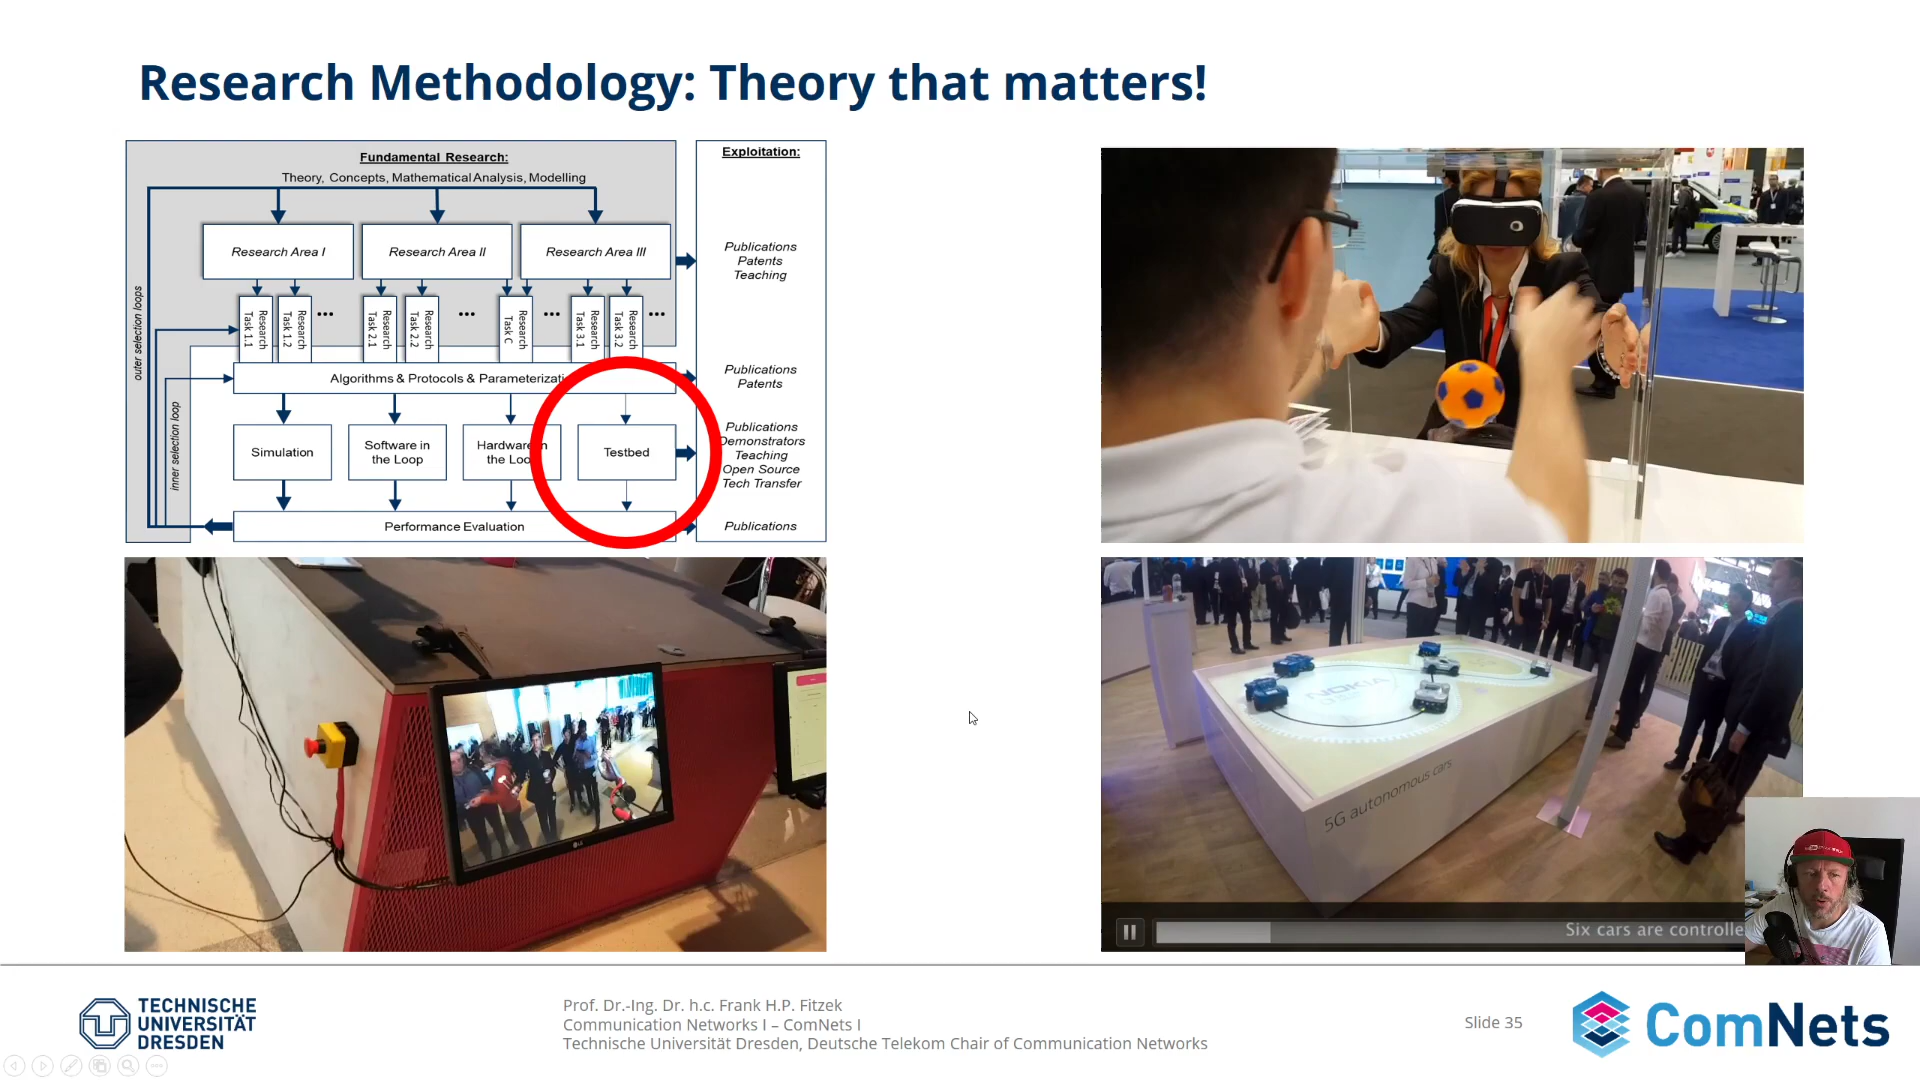 Research Methodology: Theory that matters!
Fundamental Research:
Theory, Concepts, Mathematical Analysis, Modelling
Research Area I
Research Area II
Research Area III
Research Task 1.1
Research Task 1.2
...
Research Task 2.1
Research Task 2.2
...
Research Task C
...
Research Task 3.1
Research Task 3.2
...
outer selection loops
inner selection loop
Algorithms & Protocols & Parameterizati
Simulation
Software in
the Loop
Hardware in
the Loo
Testbed
Performance Evaluation
Exploitation:
Publications
Patents
Teaching
Publications
Patents
Publications
Demonstrators
Teaching
Open Source
Tech Transfer
Publications
LG
NOKIA
5G autonomous cars
Six cars are controlle
TECHNISCHE
UNIVERSITÄT
DRESDEN
Prof. Dr.-Ing. Dr. h.c. Frank H.P. Fitzek
Communication Networks I – ComNets I
Technische Universität Dresden, Deutsche Telekom Chair of Communication Networks
Slide 35
ComNets